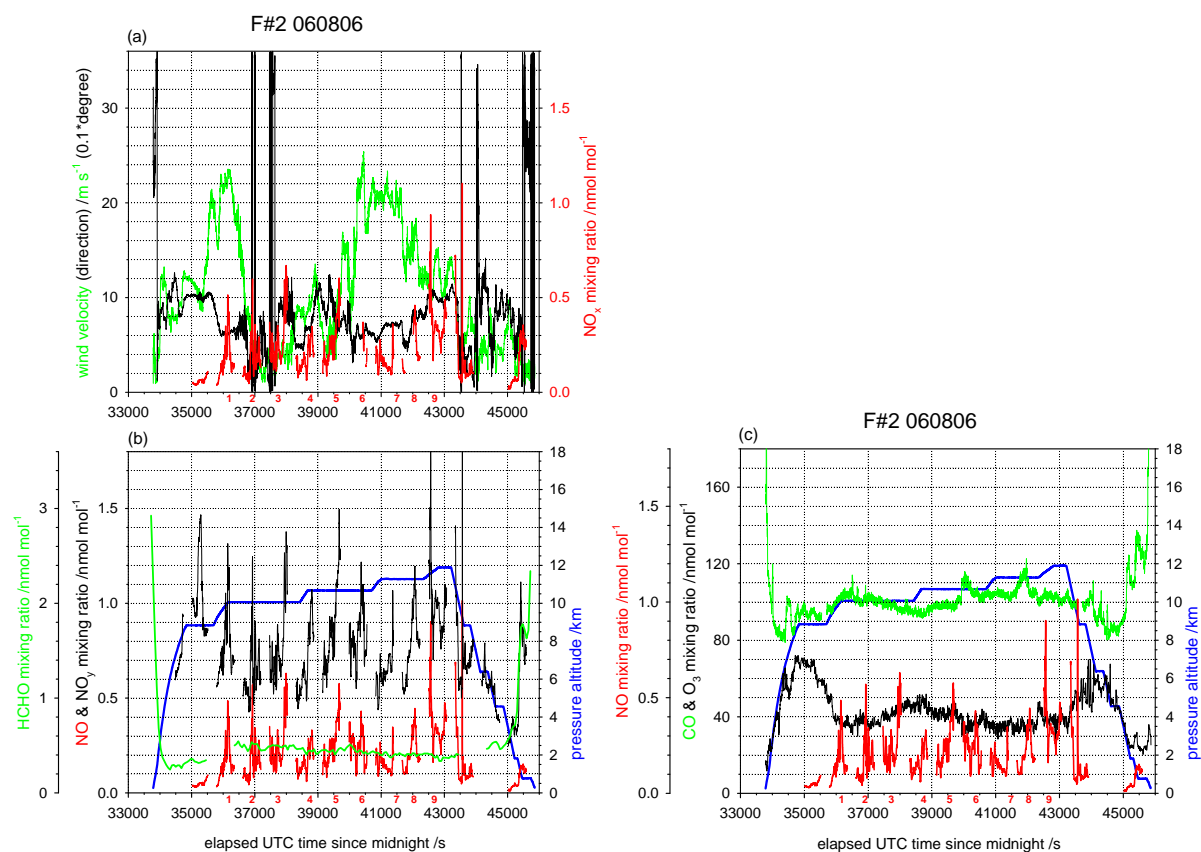 F#2 060806
(a)
wind velocity (direction) /m s⁻¹ (0.1*degree)
30
20
10
0
1.5
1.0
0.5
0.0
NOₓ mixing ratio /nmol mol⁻¹
1 2 3 4 5 6 7 8 9
33000 35000 37000 39000 41000 43000 45000
(b)
HCHO mixing ratio /nmol mol⁻¹
3
2
1
0
NO & NOᵧ mixing ratio /nmol mol⁻¹
1.5
1.0
0.5
0.0
18
16
14
12
10
8
6
4
2
0
pressure altitude /km
1 2 3 4 5 6 7 8 9
33000 35000 37000 39000 41000 43000 45000
elapsed UTC time since midnight /s
F#2 060806
(c)
NO mixing ratio /nmol mol⁻¹
1.5
1.0
0.5
0.0
CO & O₃ mixing ratio /nmol mol⁻¹
160
120
80
40
0
18
16
14
12
10
8
6
4
2
0
pressure altitude /km
1 2 3 4 5 6 7 8 9
33000 35000 37000 39000 41000 43000 45000
elapsed UTC time since midnight /s